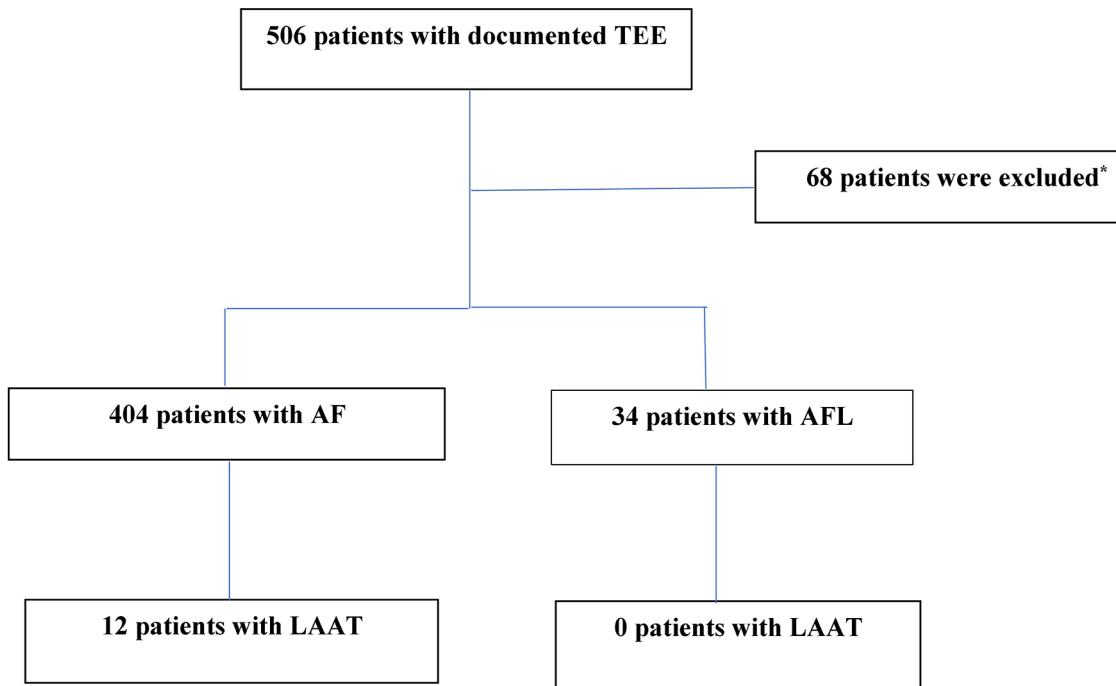 506 patients with documented TEE
68 patients were excluded*
404 patients with AF
34 patients with AFL
12 patients with LAAT
0 patients with LAAT